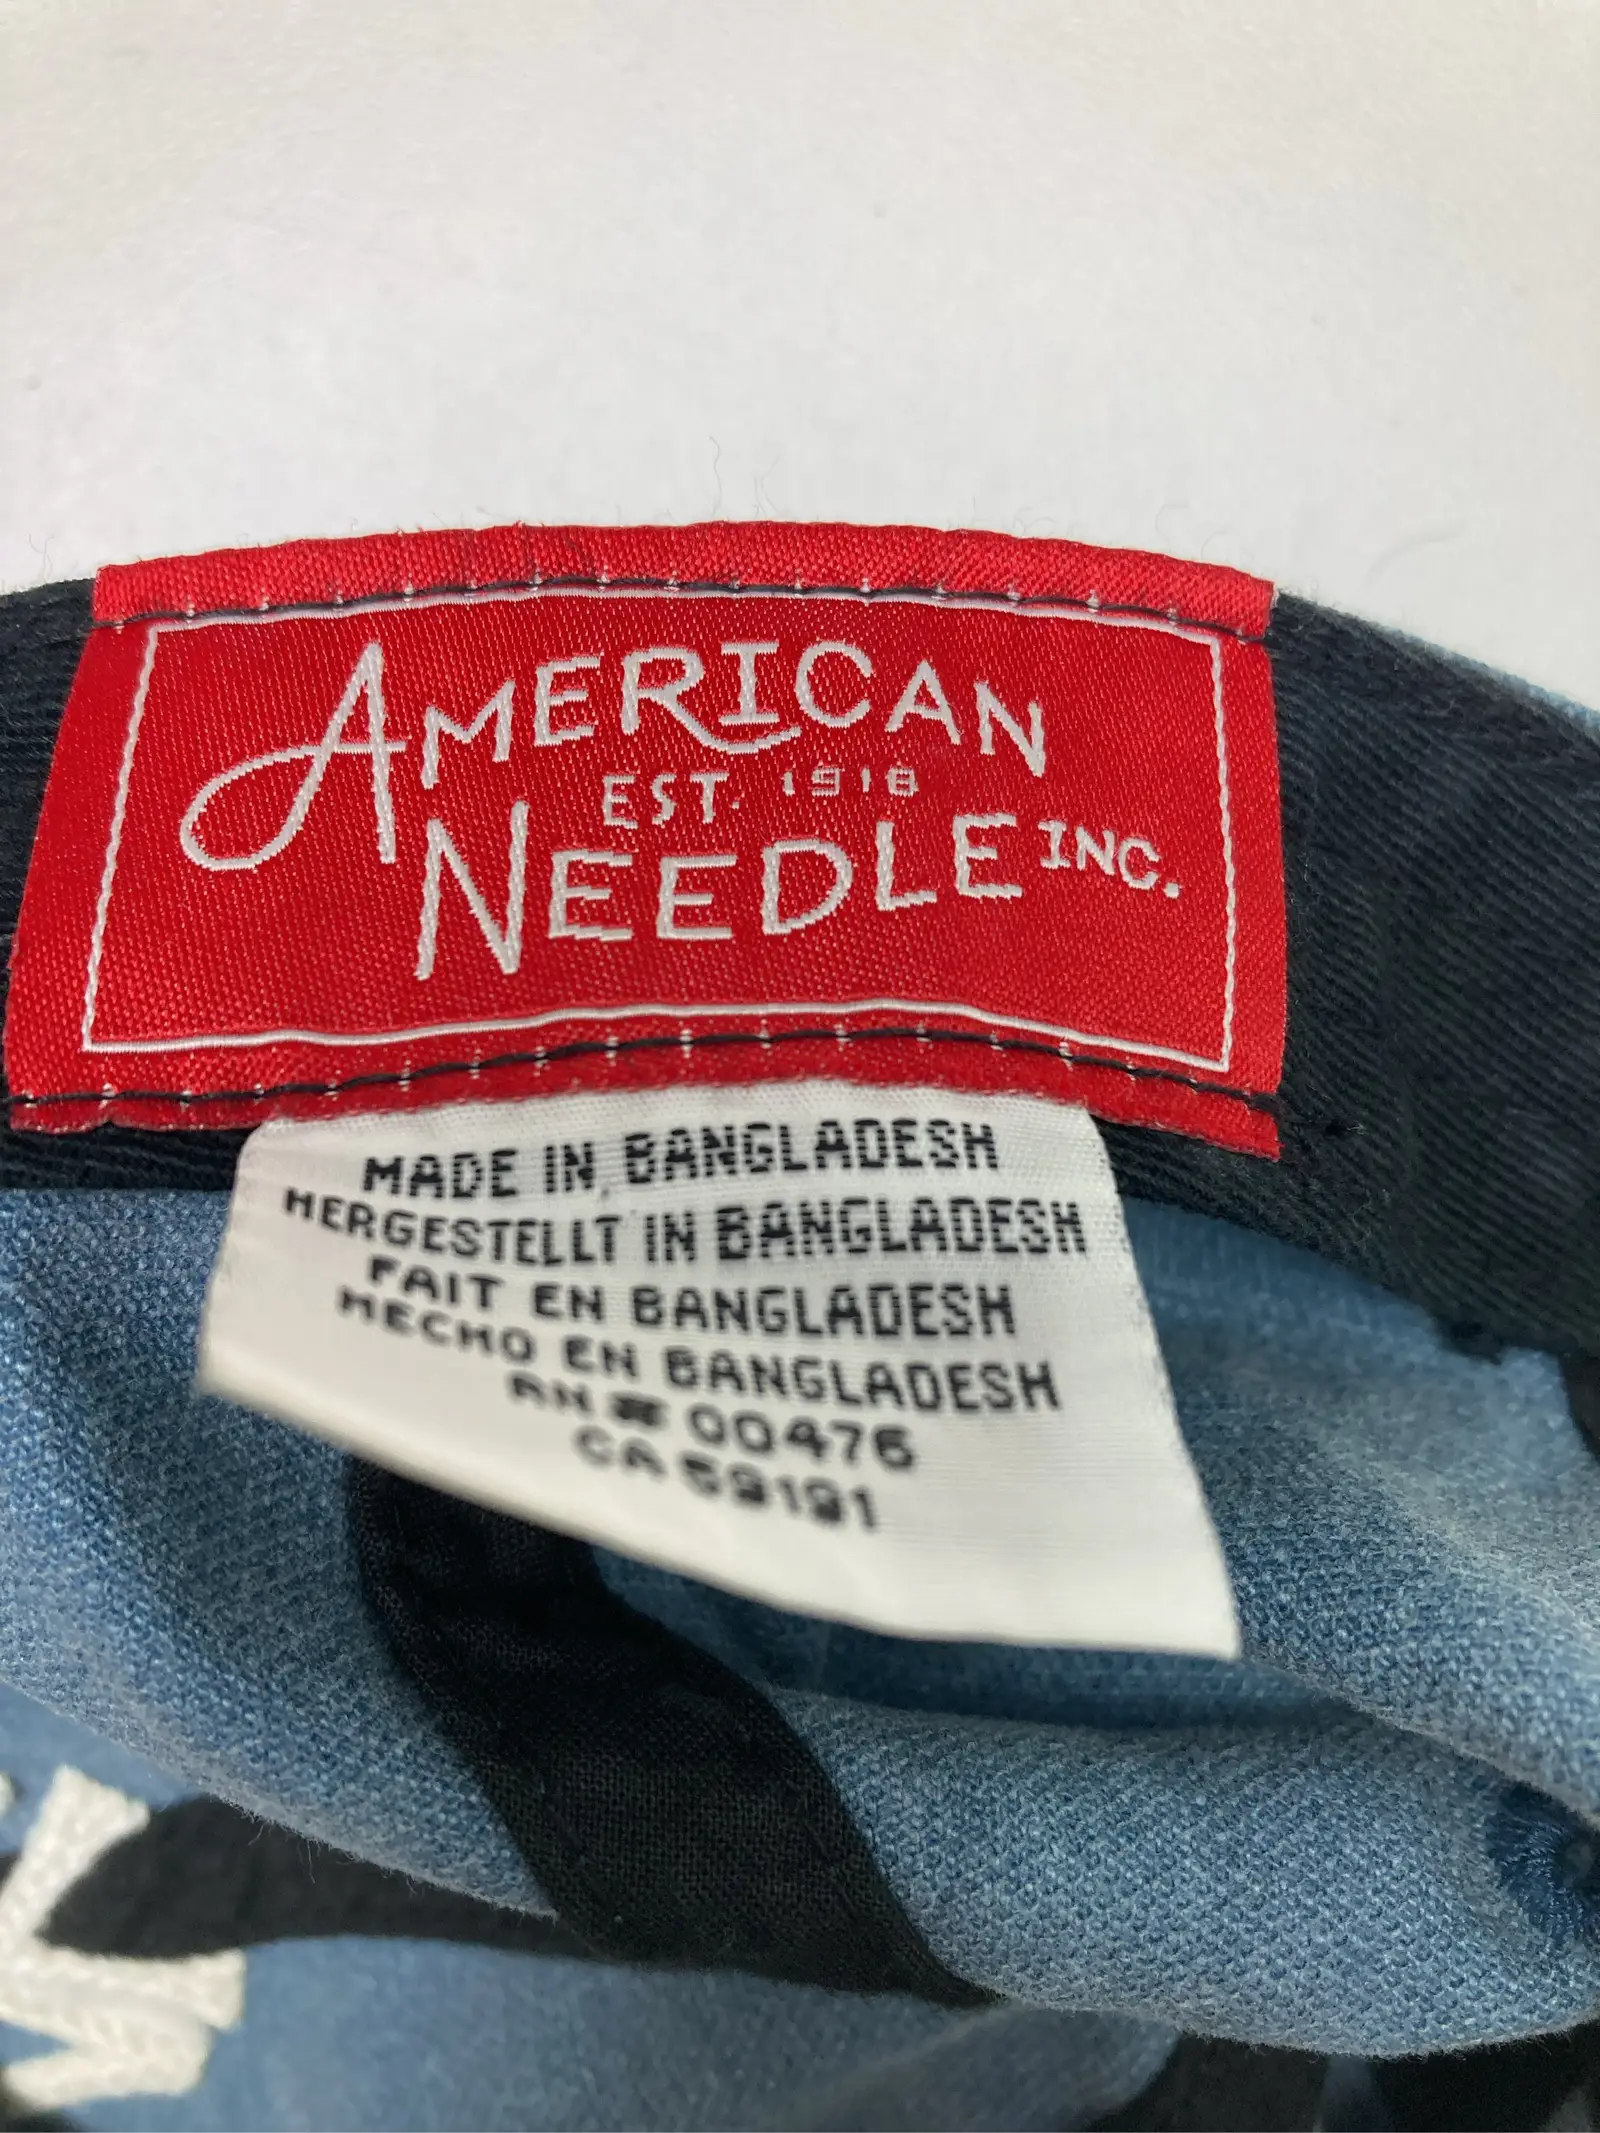 AMERICAN
EST. 1918
NEEDLE INC.
MADE IN BANGLADESH
HERGESTELLT IN BANGLADESH
FAIT EN BANGLADESH
HECHO EN BANGLADESH
RN # 00476
CA 59191